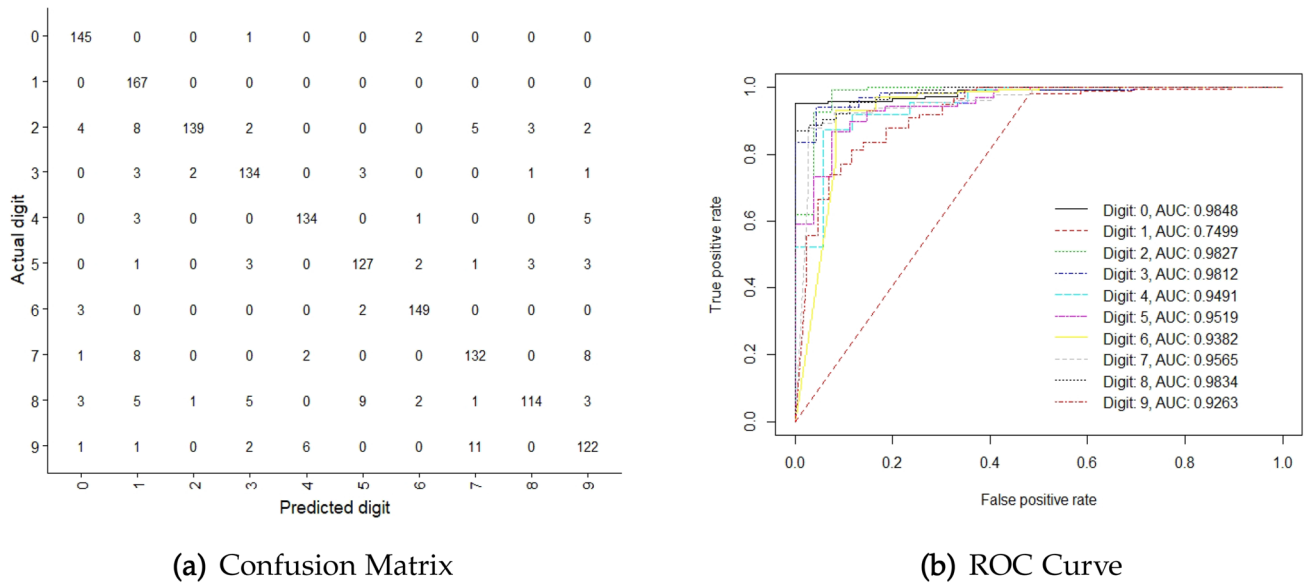 Actual digit
0 145 0 0 1 0 0 2 0 0 0
1 0 167 0 0 0 0 0 0 0 0
2 4 8 139 2 0 0 0 5 3 2
3 0 3 2 134 0 3 0 0 1 1
4 0 3 0 0 134 0 1 0 0 5
5 0 1 0 3 0 127 2 1 3 3
6 3 0 0 0 0 2 149 0 0 0
7 1 8 0 0 2 0 0 132 0 8
8 3 5 1 5 0 9 2 1 114 3
9 1 1 0 2 6 0 0 11 0 122
0 1 2 3 4 5 6 7 8 9
Predicted digit
(a) Confusion Matrix
True positive rate
1.0
0.8
0.6
0.4
0.2
0.0
Digit: 0, AUC: 0.9848
Digit: 1, AUC: 0.7499
Digit: 2, AUC: 0.9827
Digit: 3, AUC: 0.9812
Digit: 4, AUC: 0.9491
Digit: 5, AUC: 0.9519
Digit: 6, AUC: 0.9382
Digit: 7, AUC: 0.9565
Digit: 8, AUC: 0.9834
Digit: 9, AUC: 0.9263
0.0 0.2 0.4 0.6 0.8 1.0
False positive rate
(b) ROC Curve